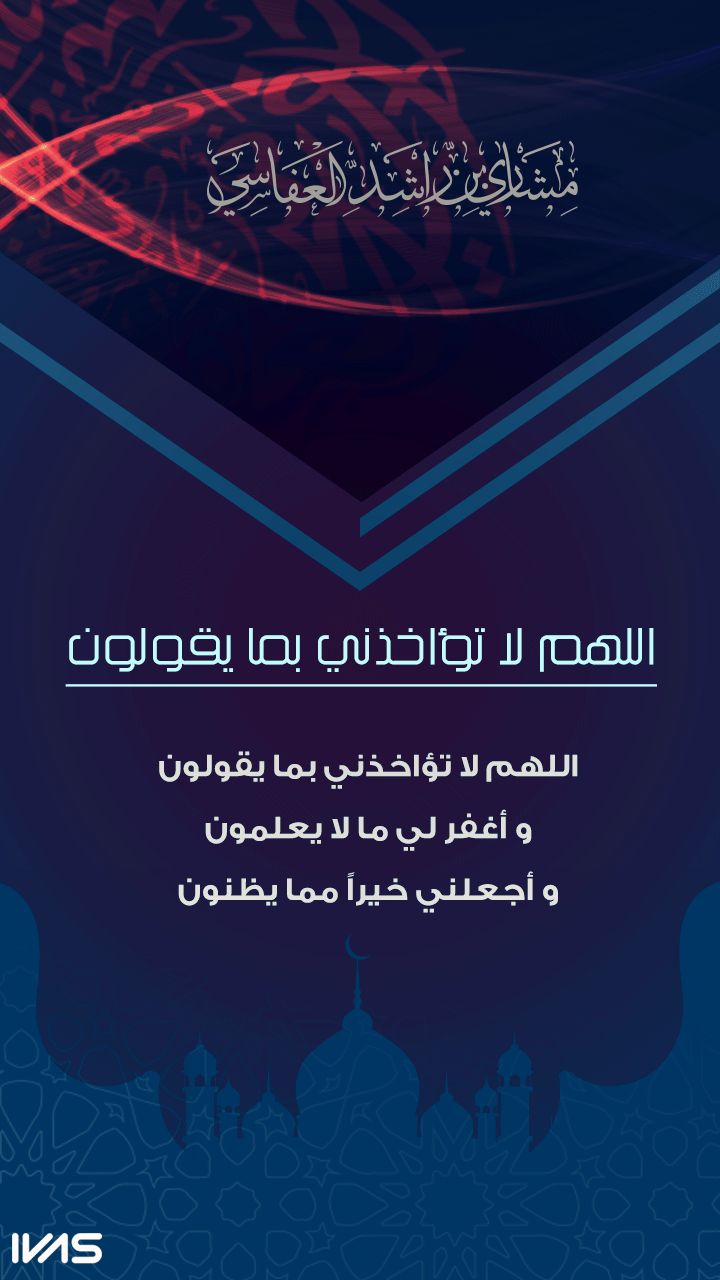 مشاري بن راشد العفاسي
اللهم لا تؤاخذني بما يقولون
اللهم لا تؤاخذني بما يقولون
و أغفر لي ما لا يعلمون
و أجعلني خيراً مما يظنون
IVAS